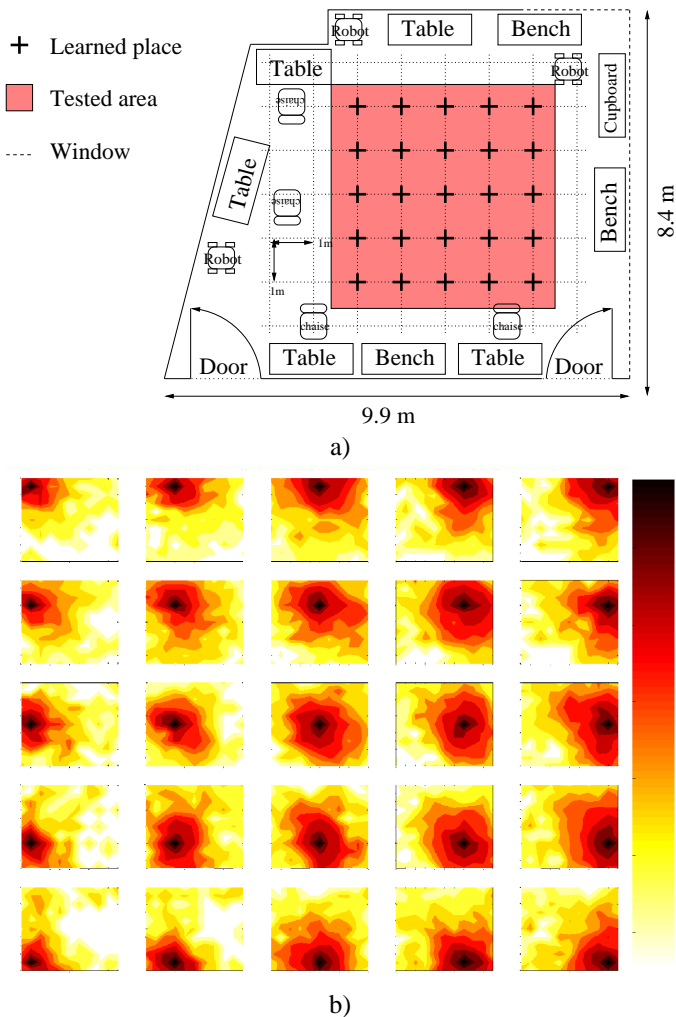 Learned place
Tested area
Window
Robot
Table
Bench
Table
Robot
Cupboard
chaise
Table
chaise
Bench
8.4 m
Robot
1m
1m
chaise
chaise
Door
Table
Bench
Table
Door
9.9 m
a)
b)